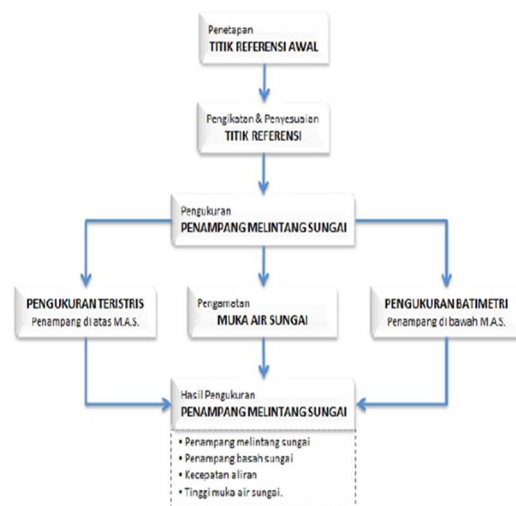 Penetapan
TITIK REFERENSI AWAL
Pengikatan & Penyesuaian
TITIK REFERENSI
Pengukuran
PENAMPANG MELINTANG SUNGAI
PENGUKURAN TERISTRIS
Penampang di atas M.A.S.
Pengamatan
MUKA AIR SUNGAI
PENGUKURAN BATIMETRI
Penampang di bawah M.A.S.
Hasil Pengukuran
PENAMPANG MELINTANG SUNGAI
• Penampang melintang sungai
• Penampang basah sungai
• Kecepatan aliran
• Tinggi muka air sungai.